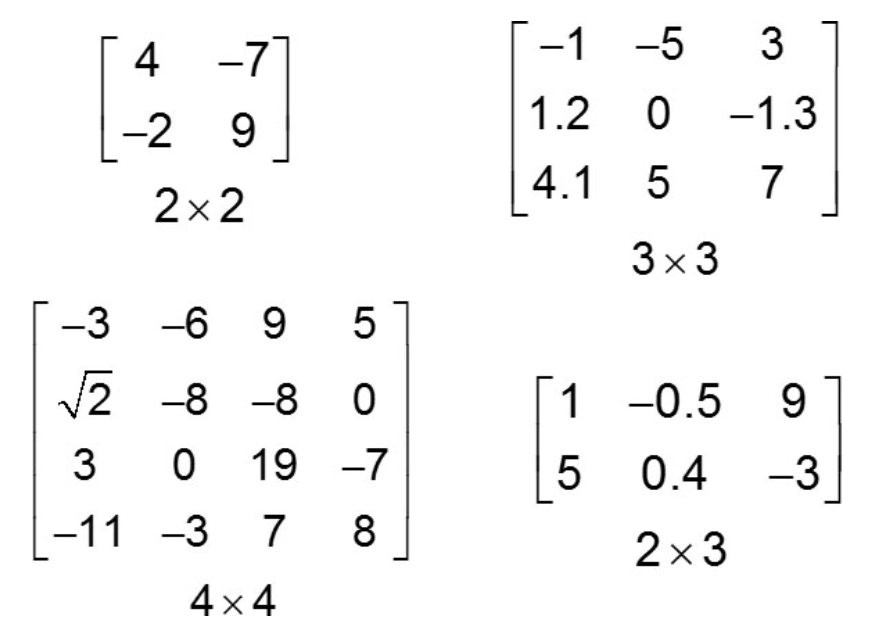 4 –7
–2 9
2×2
–1 –5 3
1.2 0 –1.3
4.1 5 7
3×3
–3 –6 9 5
√2 –8 –8 0
3 0 19 –7
–11 –3 7 8
4×4
1 –0.5 9
5 0.4 –3
2×3